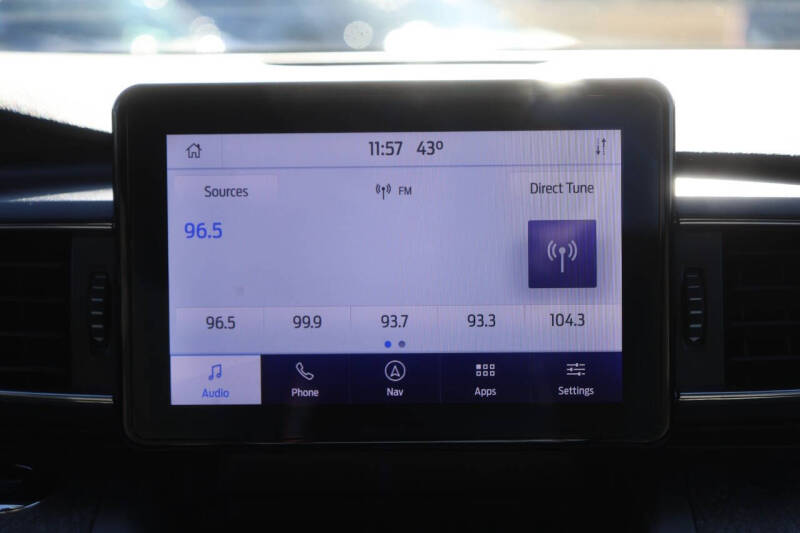 11:57 43º
Sources FM Direct Tune
96.5
96.5 99.9 93.7 93.3 104.3
Audio Phone Nav Apps Settings